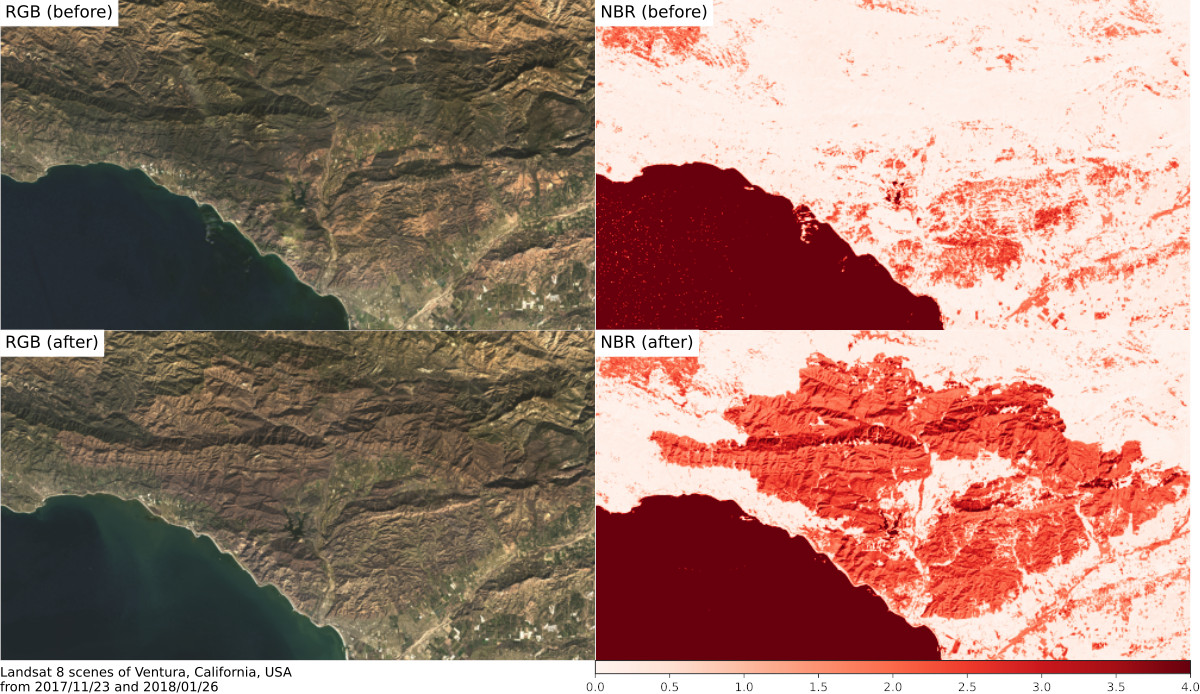 RGB (before)
NBR (before)
RGB (after)
NBR (after)
Landsat 8 scenes of Ventura, California, USA
from 2017/11/23 and 2018/01/26
0.0 0.5 1.0 1.5 2.0 2.5 3.0 3.5 4.0